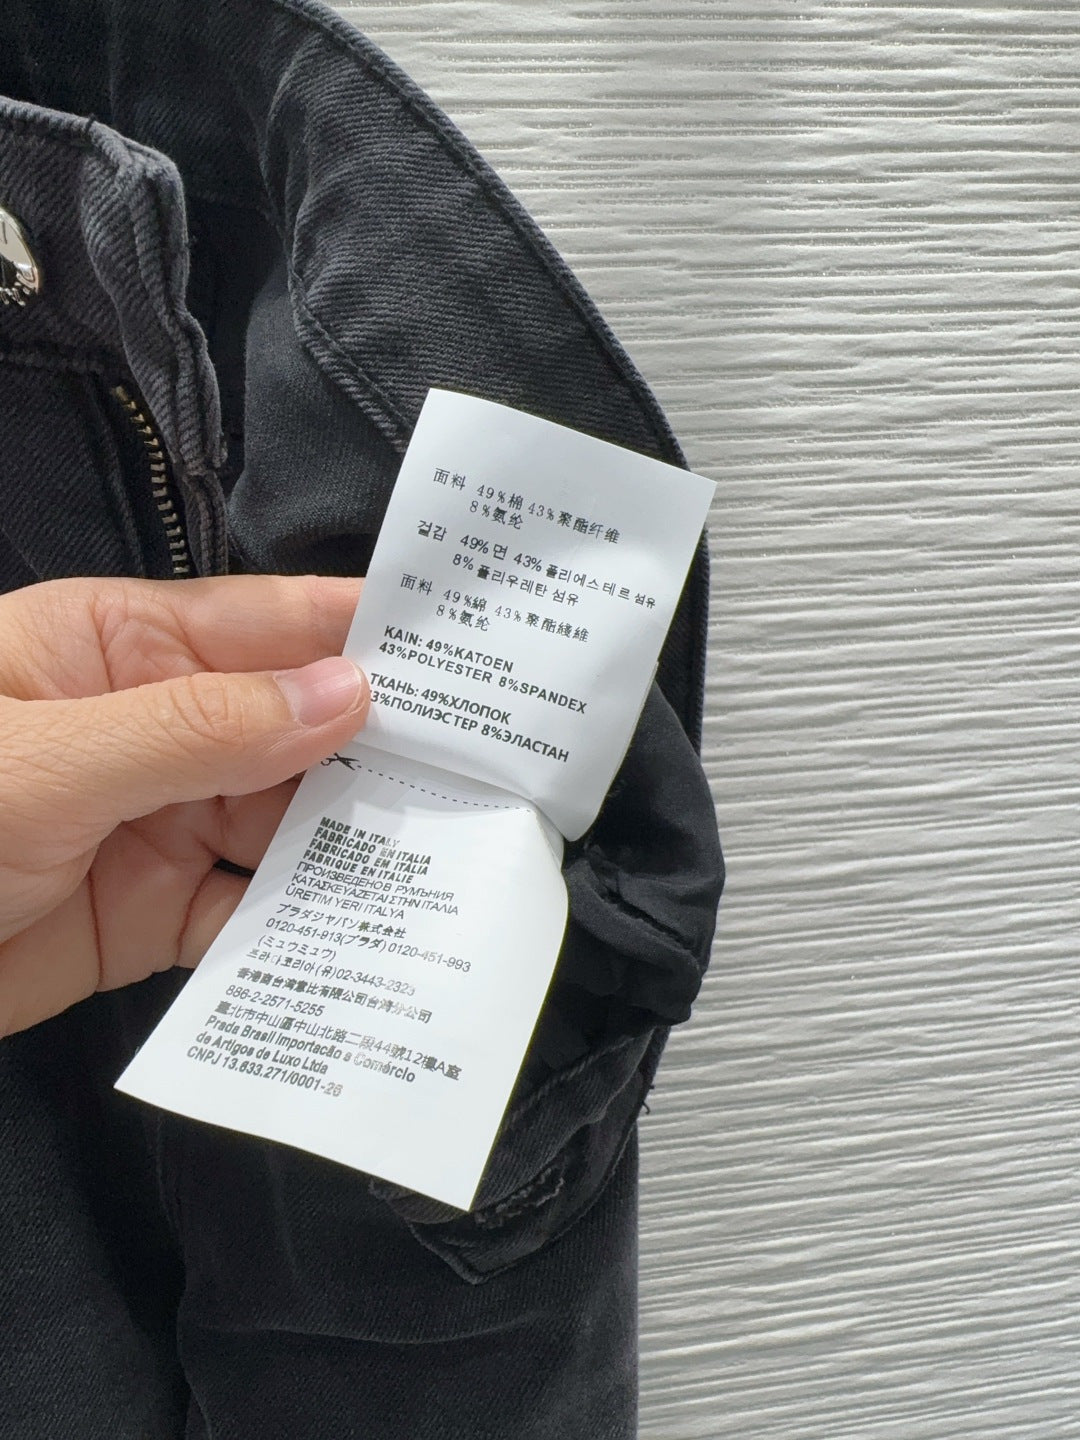 面料 49%棉 43%聚酯纤维
8%氨纶
걸감 49% 면 43% 폴리에스테르 섬유
8% 폴리우레탄 섬유
面料 49%綿 43%聚酯纖維
8%氨纶
KAIN: 49%KATOEN
43%POLYESTER 8%SPANDEX
ТКАНЬ: 49%ХЛОПОК
3%ПОЛИЭСТЕР 8%ЭЛАСТАН
MADE IN ITALY
FABRICADO EN ITALIA
FABRICADO EM ITALIA
FABRIQUE EN ITALIE
ПРОИЗВЕДЕНО В РУМЪНИЯ
ΚΑΤΑΣΚΕΥΑΖΕΤΑΙ ΣΤΗΝ ΙΤΑΛΙΑ
ÜRETIM YERI ITALYA
プラダジャパン株式会社
0120-451-913(プラダ) 0120-451-993
(ミュウミュウ)
프라다코리아(유)02-3443-2323
香港商台灣意比有限公司台灣分公司
886-2-2571-5255
臺北市中山區中山北路二段44號12樓A室
Prada Brasil Importacão e Comércio
de Artigos de Luxo Ltda
CNPJ 13.633.271/0001-26